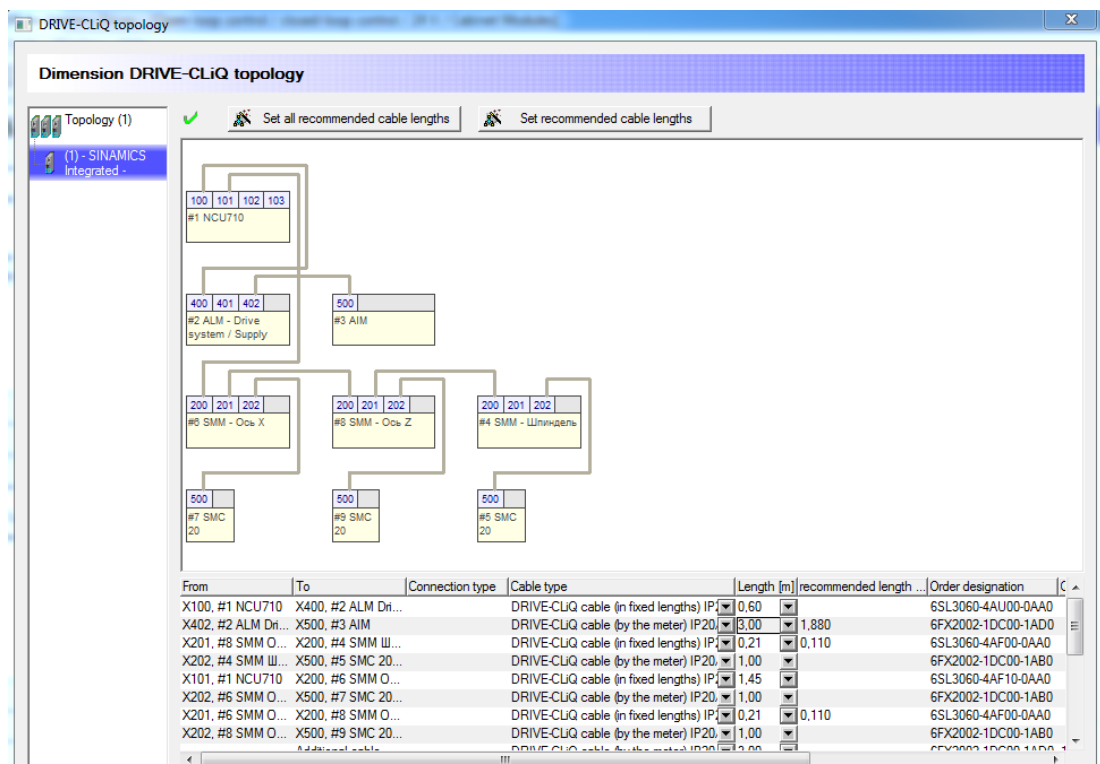 DRIVE-CLiQ topology
Dimension DRIVE-CLiQ topology
Topology (1)
(1) - SINAMICS
Integrated -
Set all recommended cable lengths
Set recommended cable lengths
100 101 102 103
#1 NCU710
400 401 402
#2 ALM - Drive
system / Supply
500
#3 AIM
200 201 202
#6 SMM - Ось X
200 201 202
#8 SMM - Ось Z
200 201 202
#4 SMM - Шпиндель
500
#7 SMC
20
500
#9 SMC
20
500
#5 SMC
20
From To Connection type Cable type Length [m] recommended length ... Order designation C
X100, #1 NCU710 X400, #2 ALM Dri... DRIVE-CLiQ cable (in fixed lengths) IP2 0,60 6SL3060-4AU00-0AA0
X402, #2 ALM Dri... X500, #3 AIM DRIVE-CLiQ cable (by the meter) IP20/ 3,00 1,880 6FX2002-1DC00-1AD0
X201, #8 SMM O... X200, #4 SMM Ш... DRIVE-CLiQ cable (in fixed lengths) IP2 0,21 0,110 6SL3060-4AF00-0AA0
X202, #4 SMM Ш... X500, #5 SMC 20... DRIVE-CLiQ cable (by the meter) IP20/ 1,00 6FX2002-1DC00-1AB0
X101, #1 NCU710 X200, #6 SMM O... DRIVE-CLiQ cable (in fixed lengths) IP2 1,45 6SL3060-4AF10-0AA0
X202, #6 SMM O... X500, #7 SMC 20... DRIVE-CLiQ cable (by the meter) IP20/ 1,00 6FX2002-1DC00-1AB0
X201, #6 SMM O... X200, #8 SMM O... DRIVE-CLiQ cable (in fixed lengths) IP2 0,21 0,110 6SL3060-4AF00-0AA0
X202, #8 SMM O... X500, #9 SMC 20... DRIVE-CLiQ cable (by the meter) IP20/ 1,00 6FX2002-1DC00-1AB0